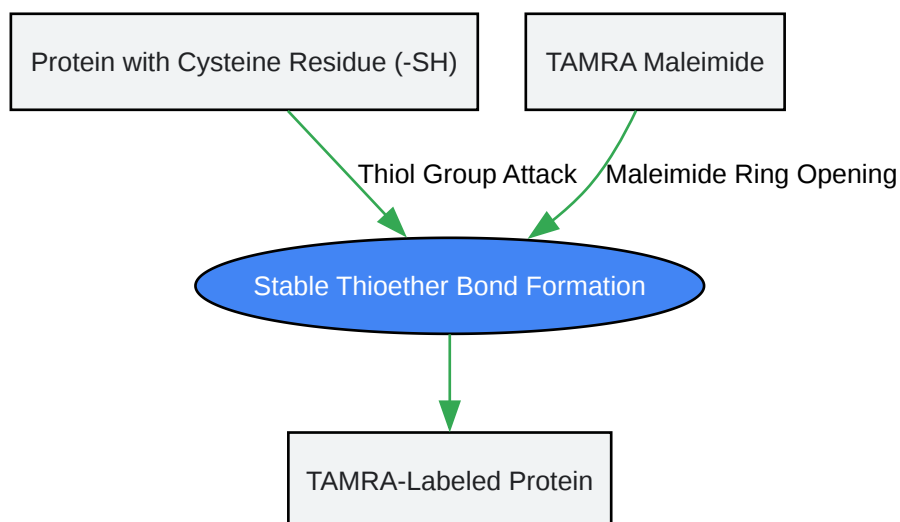 Protein with Cysteine Residue (-SH)
TAMRA Maleimide
Thiol Group Attack
Maleimide Ring Opening
Stable Thioether Bond Formation
TAMRA-Labeled Protein